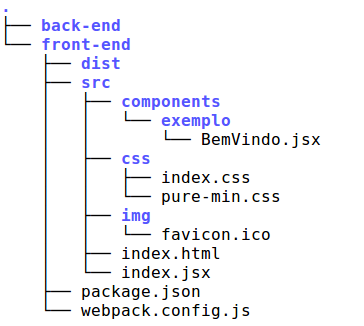 .
├── back-end
└── front-end
    ├── dist
    ├── src
    │   ├── components
    │   │   └── exemplo
    │   │       └── BemVindo.jsx
    │   ├── css
    │   │   ├── index.css
    │   │   └── pure-min.css
    │   ├── img
    │   │   └── favicon.ico
    │   ├── index.html
    │   └── index.jsx
    ├── package.json
    └── webpack.config.js